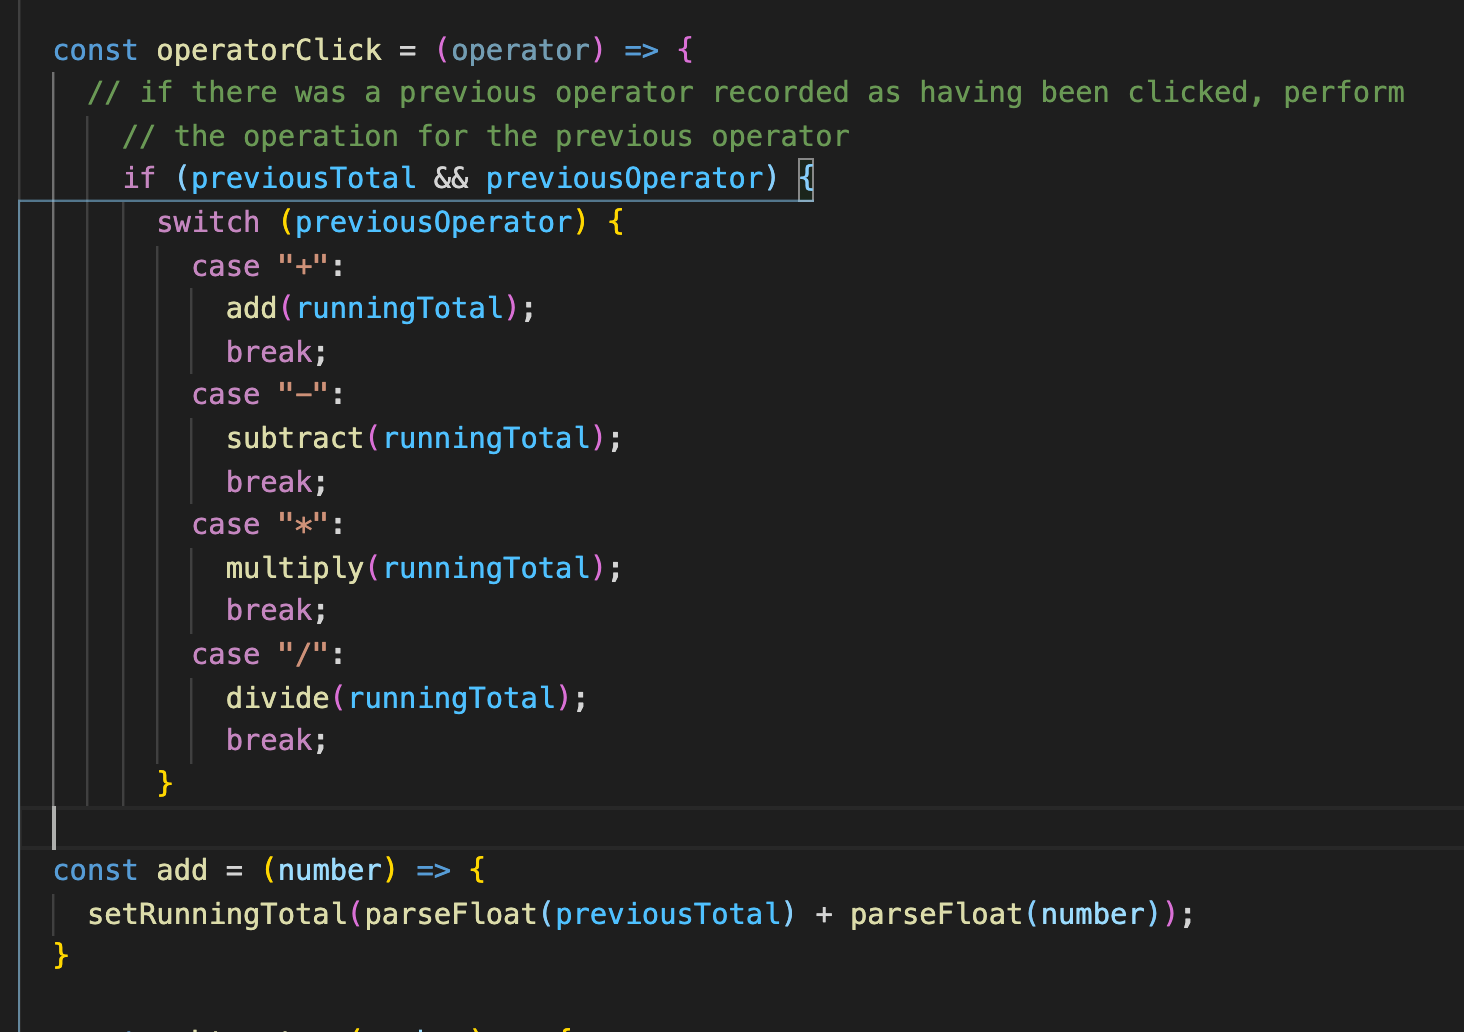 const operatorClick = (operator) => {
// if there was a previous operator recorded as having been clicked, perform
// the operation for the previous operator
if (previousTotal && previousOperator) {
switch (previousOperator) {
case "+":
add(runningTotal);
break;
case "-":
subtract(runningTotal);
break;
case "*":
multiply(runningTotal);
break;
case "/":
divide(runningTotal);
break;
}
const add = (number) => {
setRunningTotal(parseFloat(previousTotal) + parseFloat(number));
}